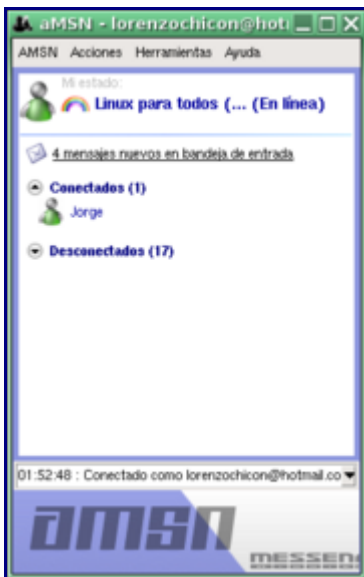 aMSN - lorenzochicon@hot
AMSN Acciones Herramientas Ayuda
Mi estado:
Linux para todos (... (En línea)
4 mensajes nuevos en bandeja de entrada
Conectados (1)
Jorge
Desconectados (17)
01:52:48 : Conectado como lorenzochicon@hotmail.co
amsn
MESSEN